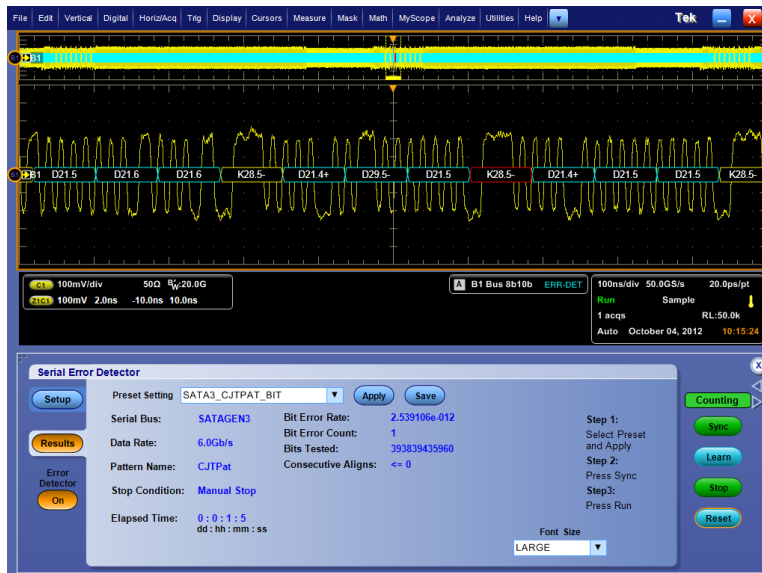 File Edit Vertical Digital Horiz/Acq Trig Display Cursors Measure Mask Math MyScope Analyze Utilities Help Tek X
B1 B1
B1 B1 D21.5 D21.6 D21.6 K28.5- D21.4+ D29.5- D21.5 K28.5- D21.4+ D21.5 D21.5 K28.5-
C1 100mV/div 50Ω BW:20.0G
Z1C1 100mV 2.0ns -10.0ns 10.0ns
A B1 Bus 8b10b ERR-DET
100ns/div 50.0GS/s 20.0ps/pt
Run Sample
1 acqs RL:50.0k
Auto October 04, 2012 10:15:24
Serial Error Detector
X
Setup
Results
Error
Detector
On
Preset Setting SATA3_CJTPAT_BIT Apply Save
Serial Bus: SATAGEN3
Data Rate: 6.0Gb/s
Pattern Name: CJTPat
Stop Condition: Manual Stop
Elapsed Time: 0 : 0 : 1 : 5
dd : hh : mm : ss
Bit Error Rate: 2.539106e-012
Bit Error Count: 1
Bits Tested: 393839435960
Consecutive Aligns: <= 0
Step 1:
Select Preset
and Apply
Step 2:
Press Sync
Step3:
Press Run
Font Size
LARGE
Counting
Sync
Learn
Stop
Reset